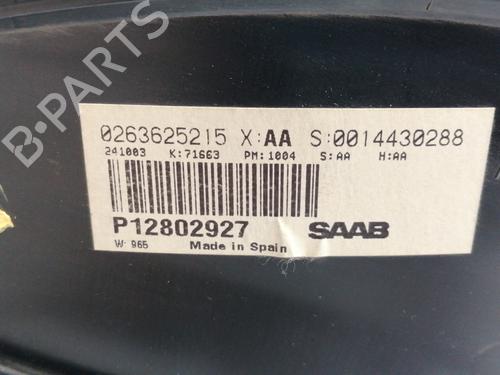 B-PARTS
0263625215 X:AA S:0014430288
241003 K:71663 PM:1004 S:AA H:AA
P12802927 SAAB
W: 965 Made in Spain